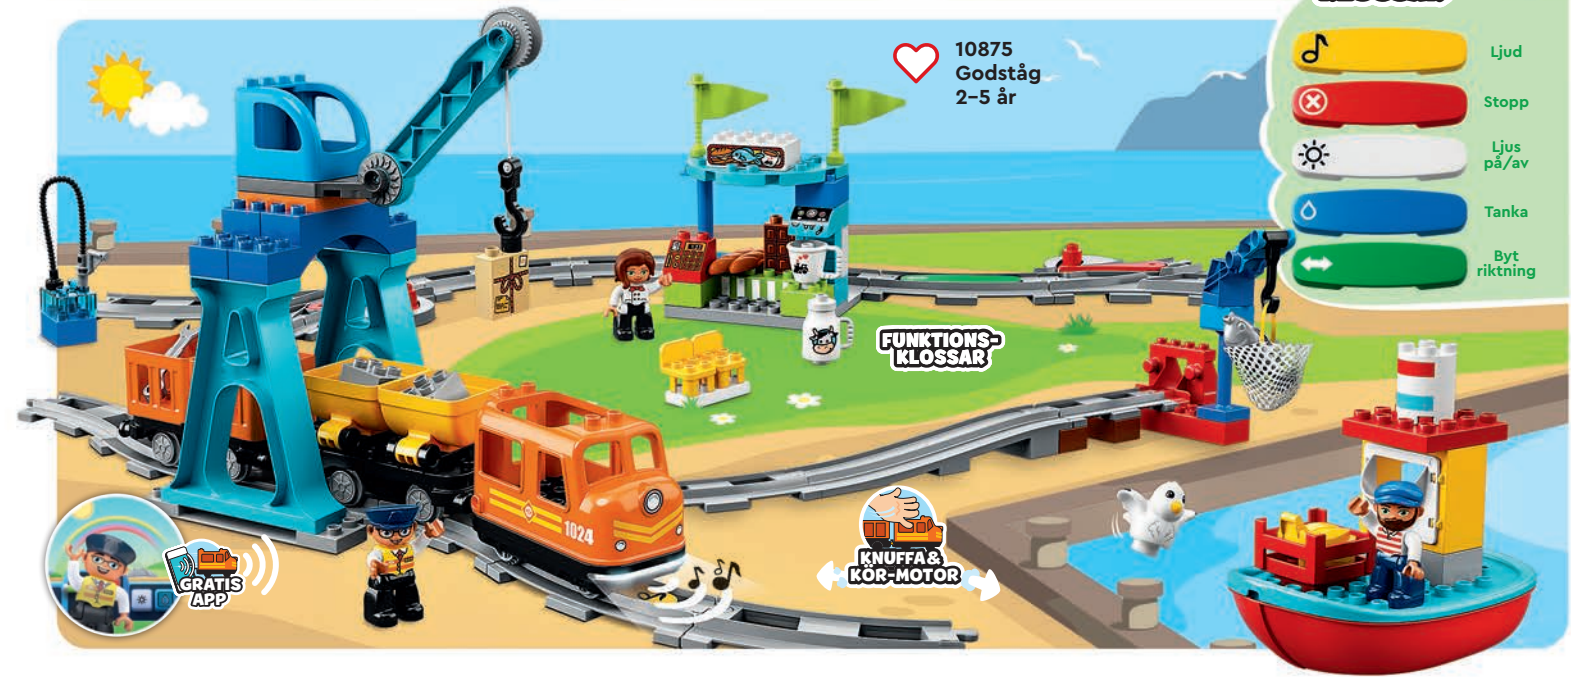 10875
Godståg
2–5 år
Ljud
Stopp
Ljus
på/av
Tanka
Byt
riktning
FUNKTIONS-
KLOSSAR
1024
KNUFFA &
KÖR-MOTOR
GRATIS
APP